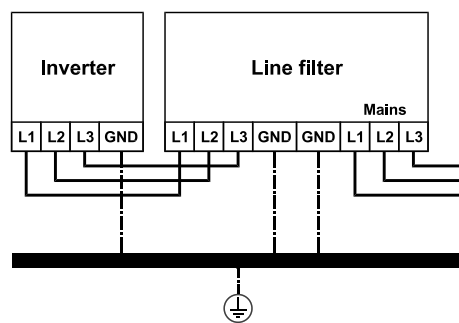 Inverter
Line filter
Mains
L1 L2 L3 GND
L1 L2 L3 GND GND L1 L2 L3